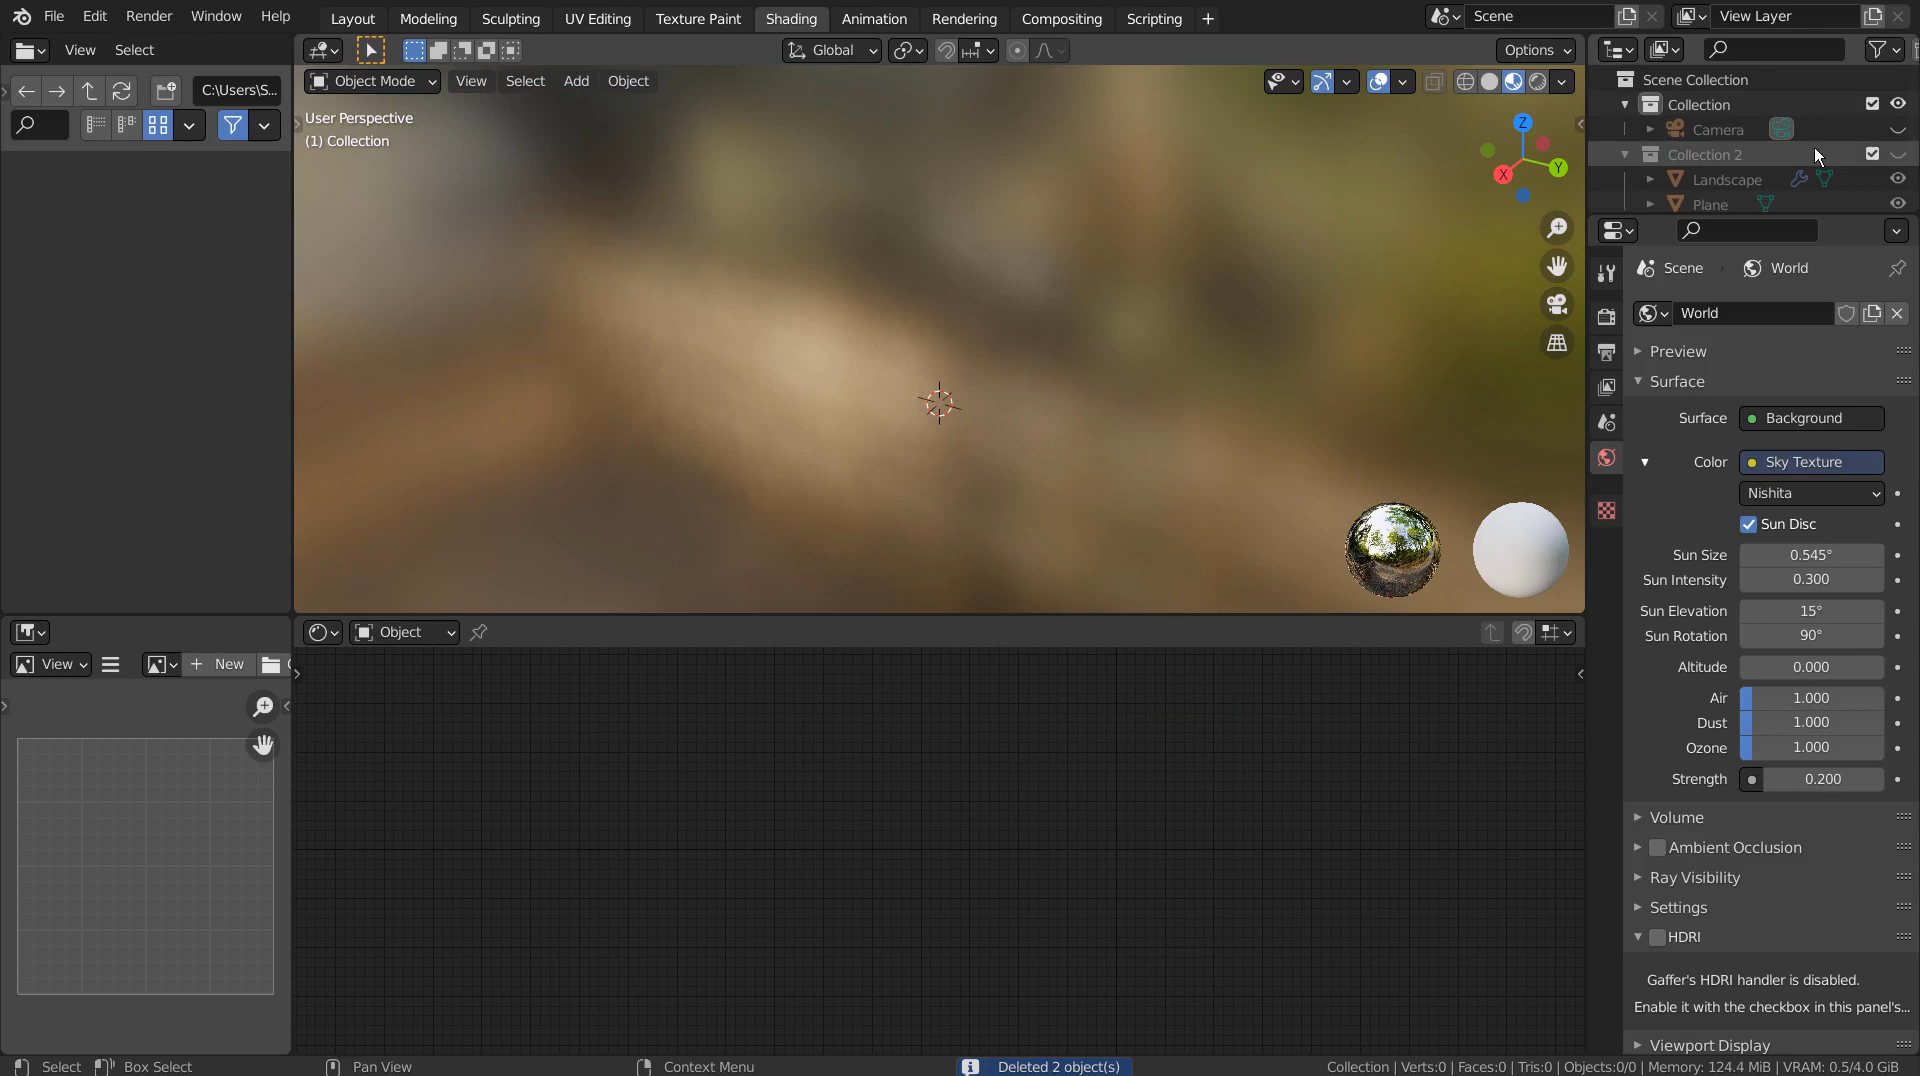 File Edit Render Window Help Layout Modeling Sculpting UV Editing Texture Paint Shading Animation Rendering Compositing Scripting + Scene View Layer
View Select Global Options
C:\Users\S... Object Mode View Select Add Object
User Perspective
(1) Collection
Z
Y
X
Scene Collection
Collection
Camera
Collection 2
Landscape
Plane
Scene World
World
Preview
Surface
Surface Background
Color Sky Texture
Nishita
Sun Disc
Sun Size 0.545°
Sun Intensity 0.300
Sun Elevation 15°
Sun Rotation 90°
Altitude 0.000
Air 1.000
Dust 1.000
Ozone 1.000
Strength 0.200
Volume
Ambient Occlusion
Ray Visibility
Settings
HDRI
Gaffer's HDRI handler is disabled.
Enable it with the checkbox in this panel's...
Viewport Display
Object
View + New
Select Box Select Pan View Context Menu Deleted 2 object(s) Collection | Verts:0 | Faces:0 | Tris:0 | Objects:0/0 | Memory: 124.4 MiB | VRAM: 0.5/4.0 GiB